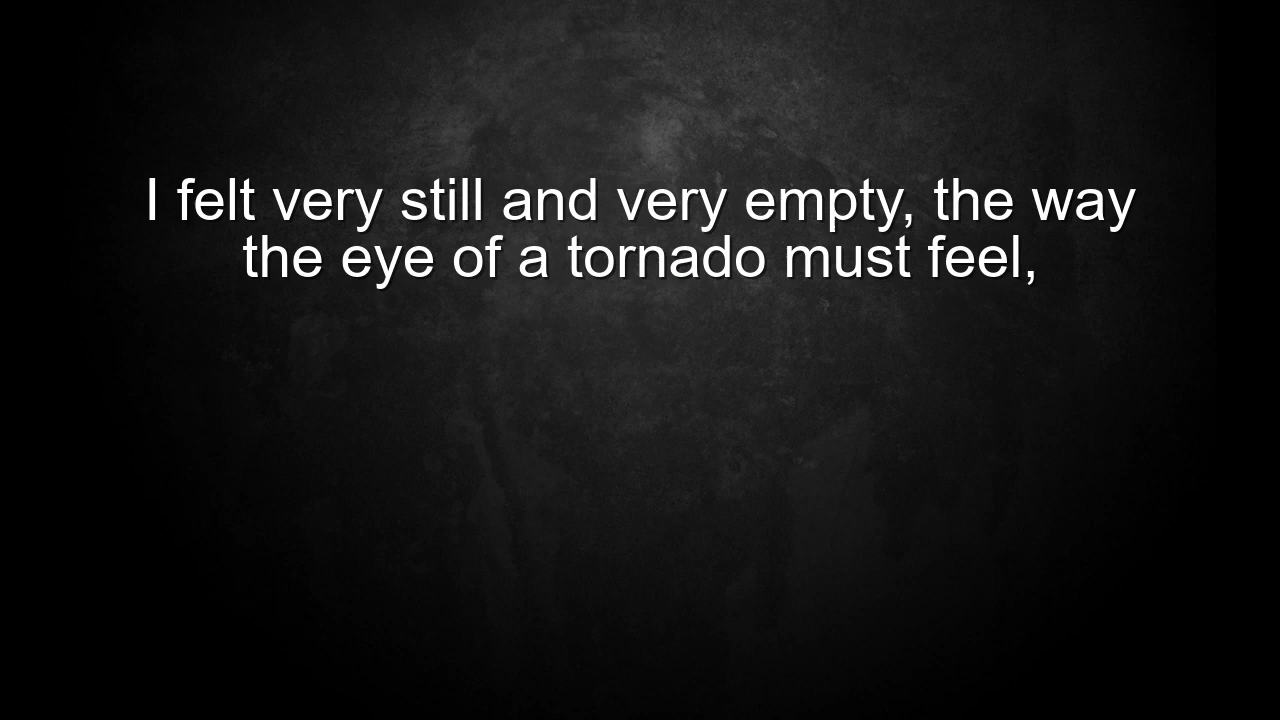 I felt very still and very empty, the way
the eye of a tornado must feel,